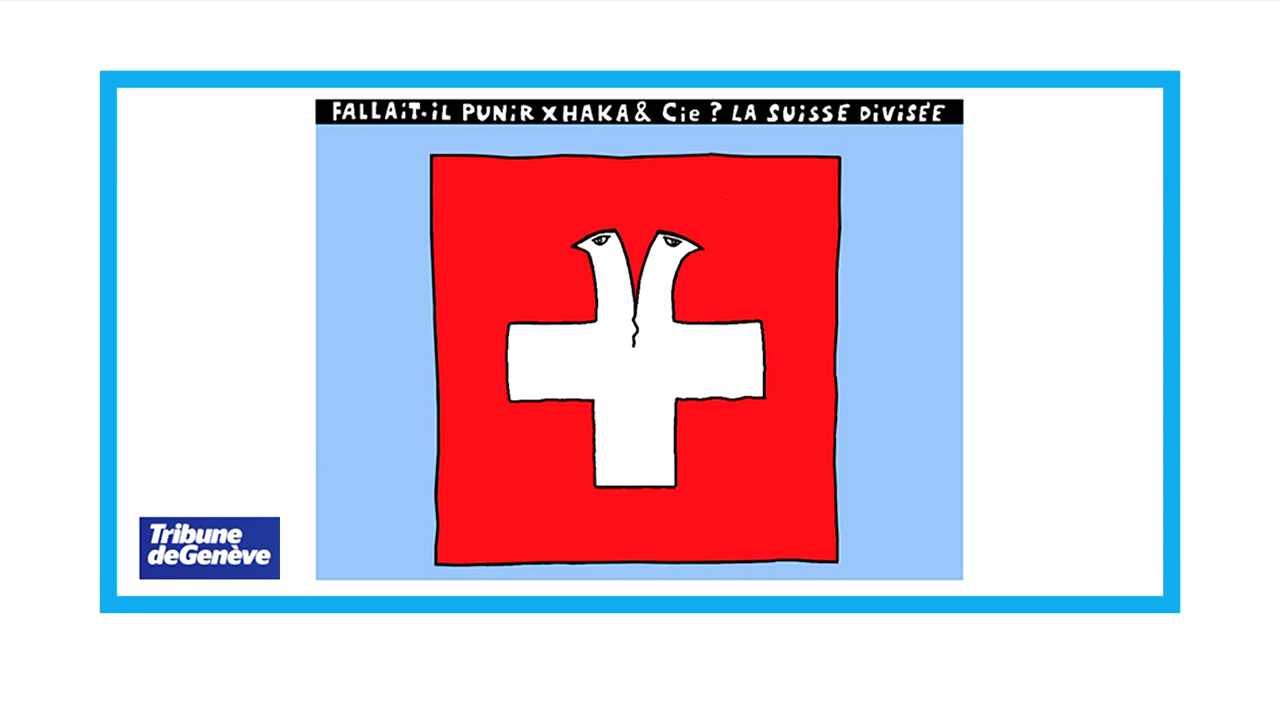 FALLAiT-iL PUNiR XHAKA & Cie ? LA SUiSSE DiViSÉE
Tribune
deGenève